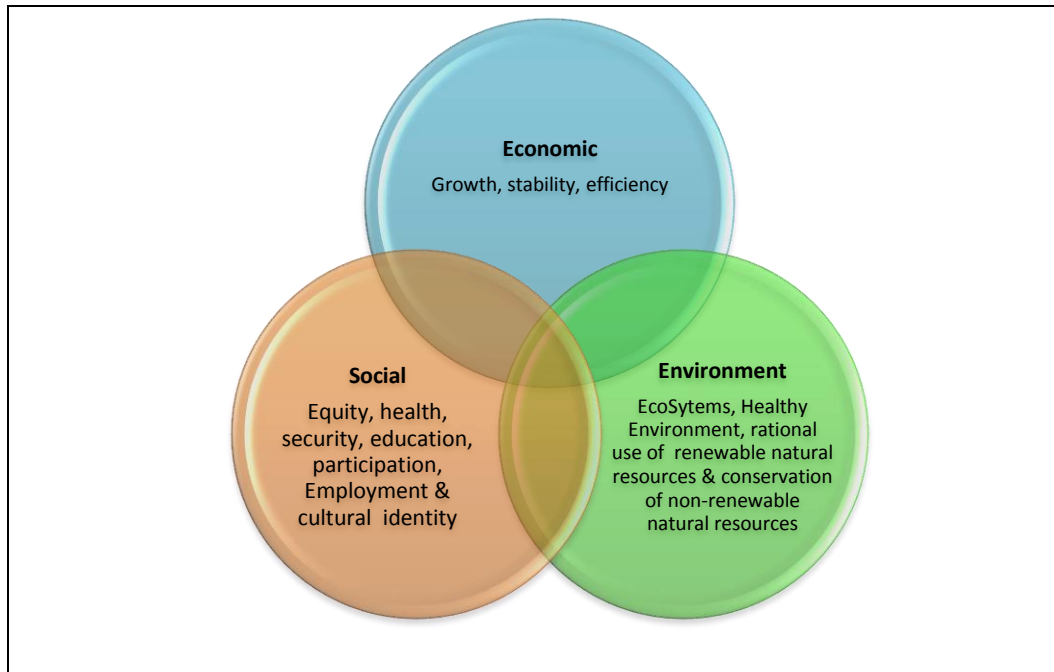 Economic
Growth, stability, efficiency
Social
Equity, health,
security, education,
participation,
Employment &
cultural identity
Environment
EcoSytems, Healthy
Environment, rational
use of renewable natural
resources & conservation
of non-renewable
natural resources